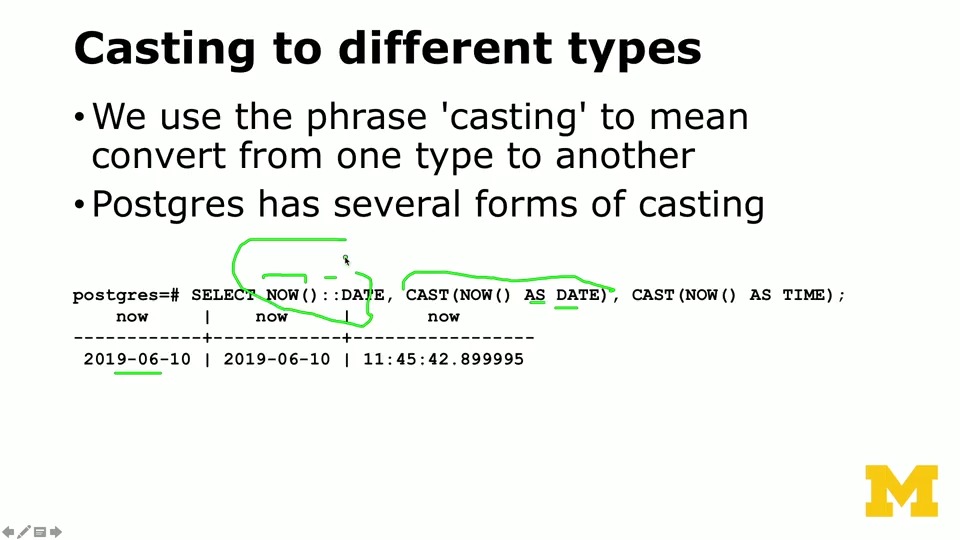 Casting to different types
• We use the phrase 'casting' to mean
convert from one type to another
• Postgres has several forms of casting
postgres=# SELECT NOW()::DATE, CAST(NOW() AS DATE), CAST(NOW() AS TIME);
    now     |    now     |       now
------------+------------+-----------------
 2019-06-10 | 2019-06-10 | 11:45:42.899995
M